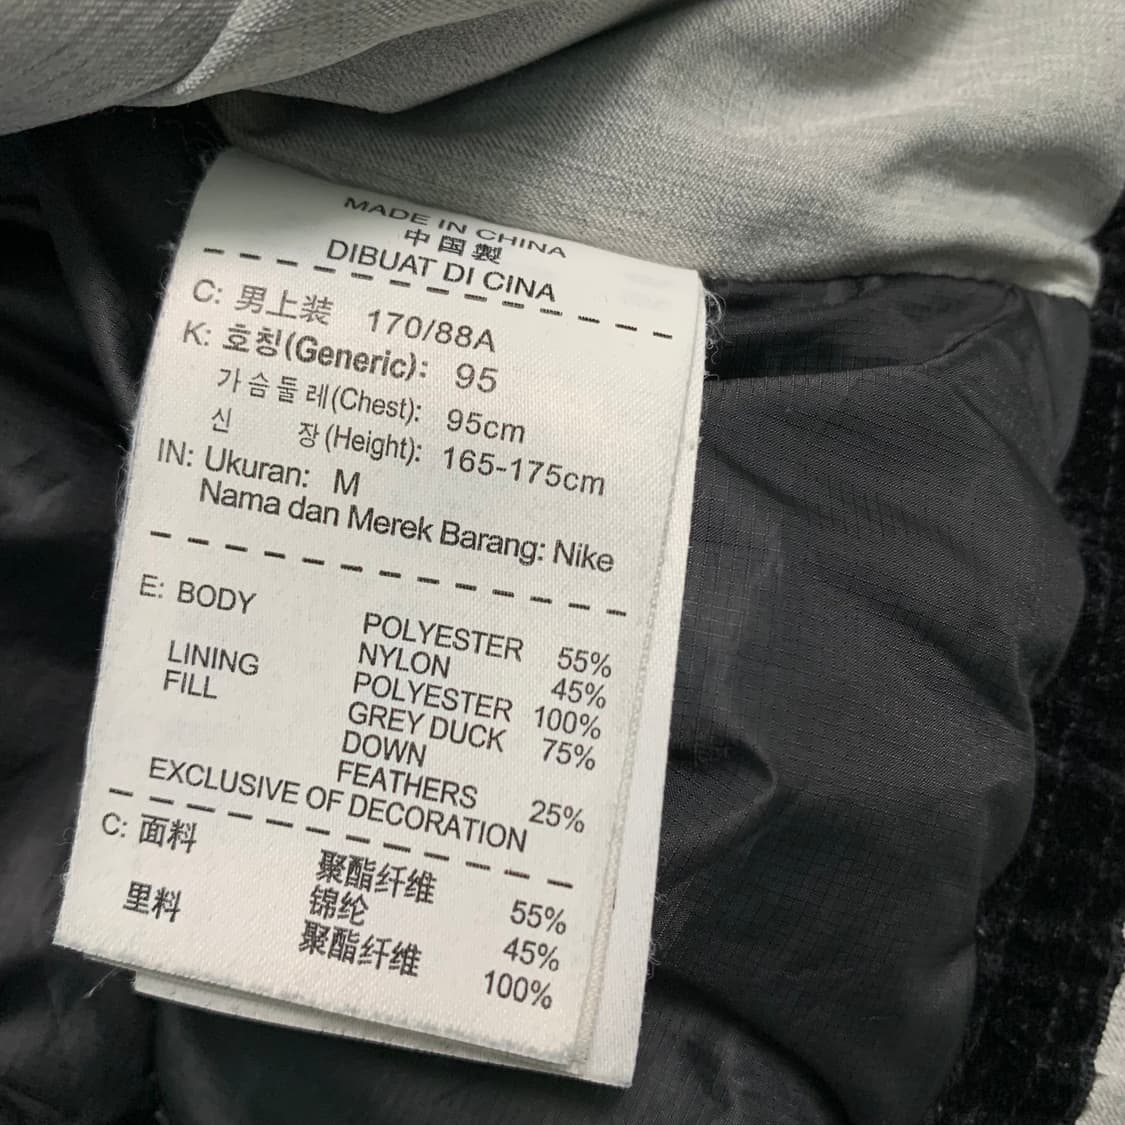 MADE IN CHINA
中国製
DIBUAT DI CINA
C: 男上装 170/88A
K: 호칭(Generic): 95
가슴둘레(Chest): 95cm
신 장(Height): 165-175cm
IN: Ukuran: M
Nama dan Merek Barang: Nike
E: BODY POLYESTER 55%
NYLON 45%
LINING POLYESTER 100%
FILL GREY DUCK 75%
DOWN
FEATHERS 25%
EXCLUSIVE OF DECORATION
C: 面料 聚酯纤维 55%
锦纶 45%
里料 聚酯纤维 100%